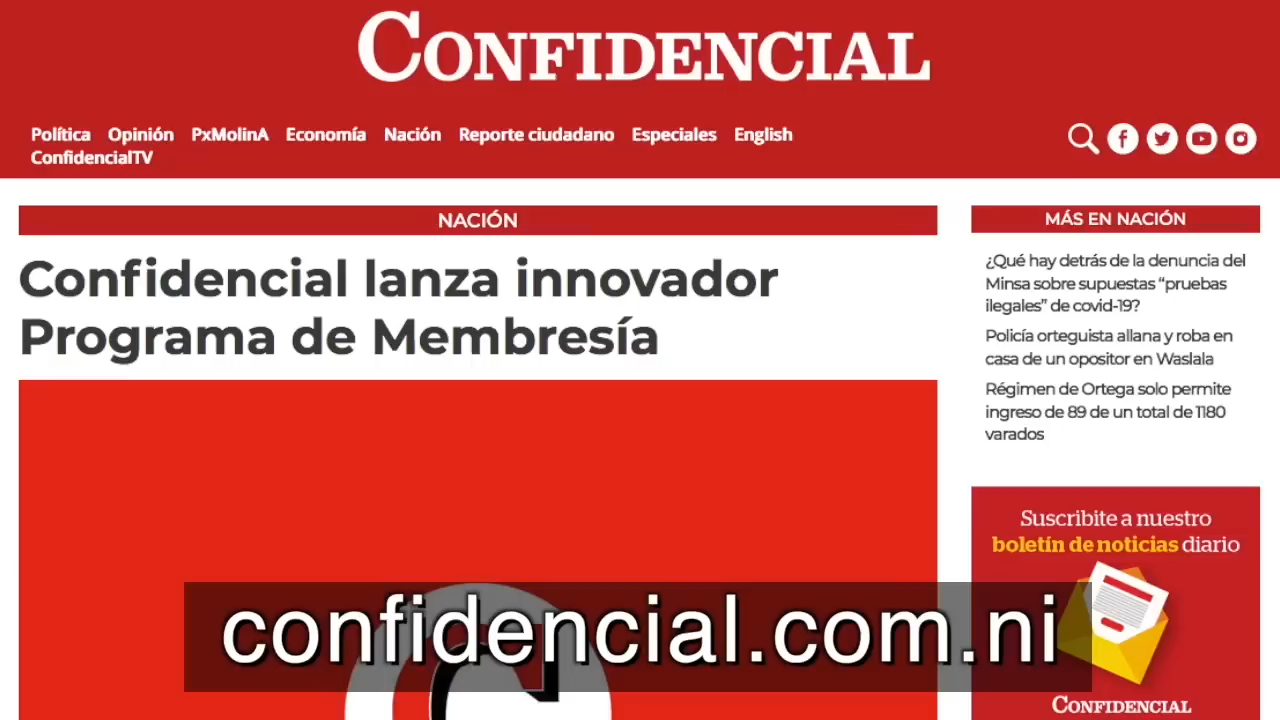 CONFIDENCIAL
Política Opinión PxMolinA Economía Nación Reporte ciudadano Especiales English
ConfidencialTV
NACIÓN
Confidencial lanza innovador
Programa de Membresía
MÁS EN NACIÓN
¿Qué hay detrás de la denuncia del
Minsa sobre supuestas “pruebas
ilegales” de covid-19?
Policía orteguista allana y roba en
casa de un opositor en Waslala
Régimen de Ortega solo permite
ingreso de 89 de un total de 1180
varados
Suscribite a nuestro
boletín de noticias diario
CONFIDENCIAL
C
confidencial.com.ni